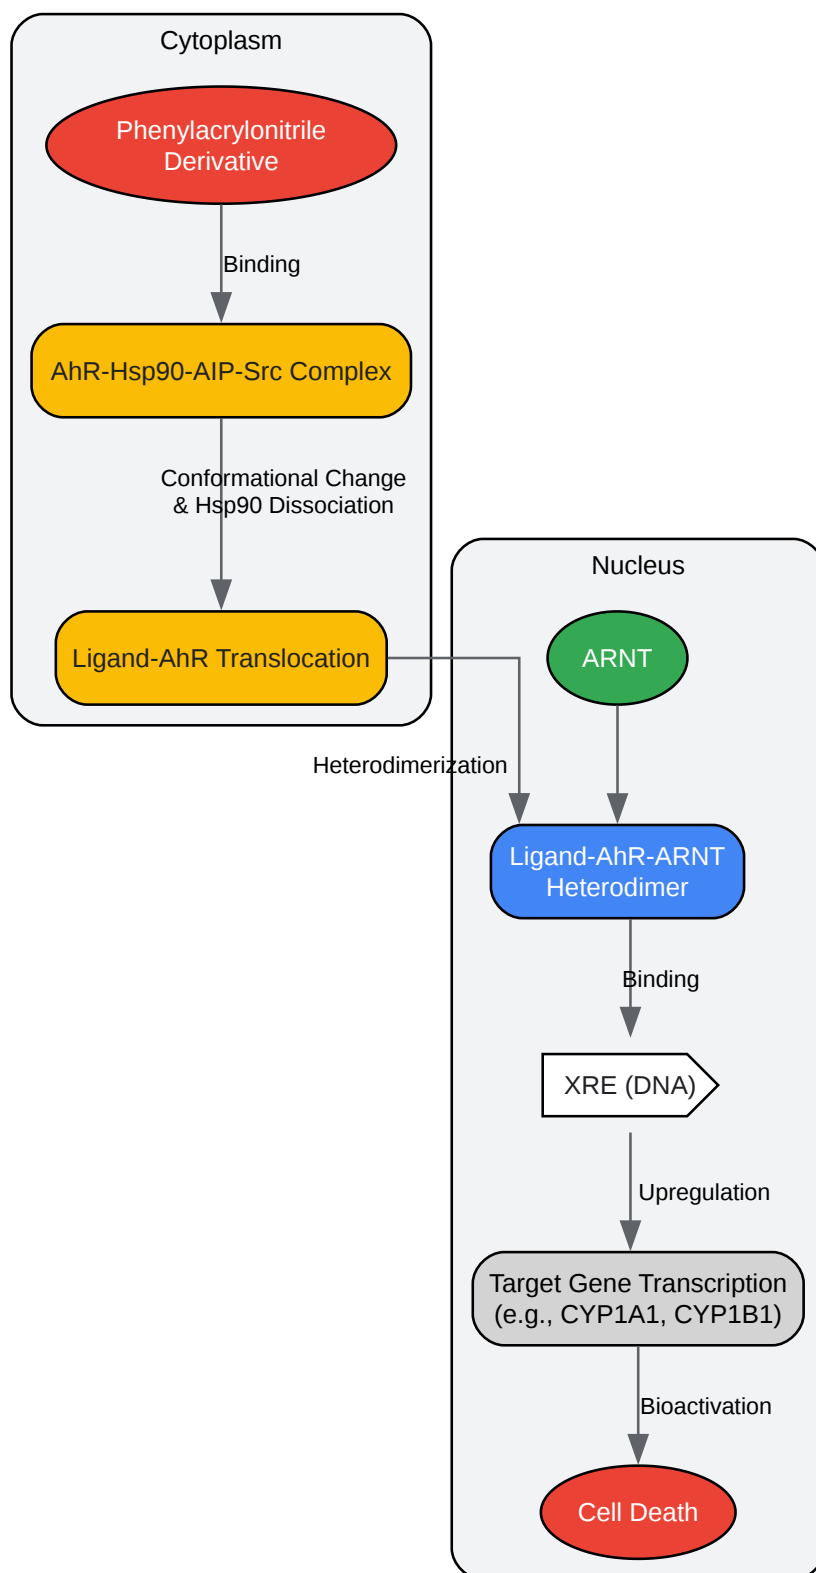 Cytoplasm
Phenylacrylonitrile
Derivative
Binding
AhR-Hsp90-AIP-Src Complex
Conformational Change
& Hsp90 Dissociation
Ligand-AhR Translocation
Heterodimerization
Nucleus
ARNT
Ligand-AhR-ARNT
Heterodimer
Binding
XRE (DNA)
Upregulation
Target Gene Transcription
(e.g., CYP1A1, CYP1B1)
Bioactivation
Cell Death